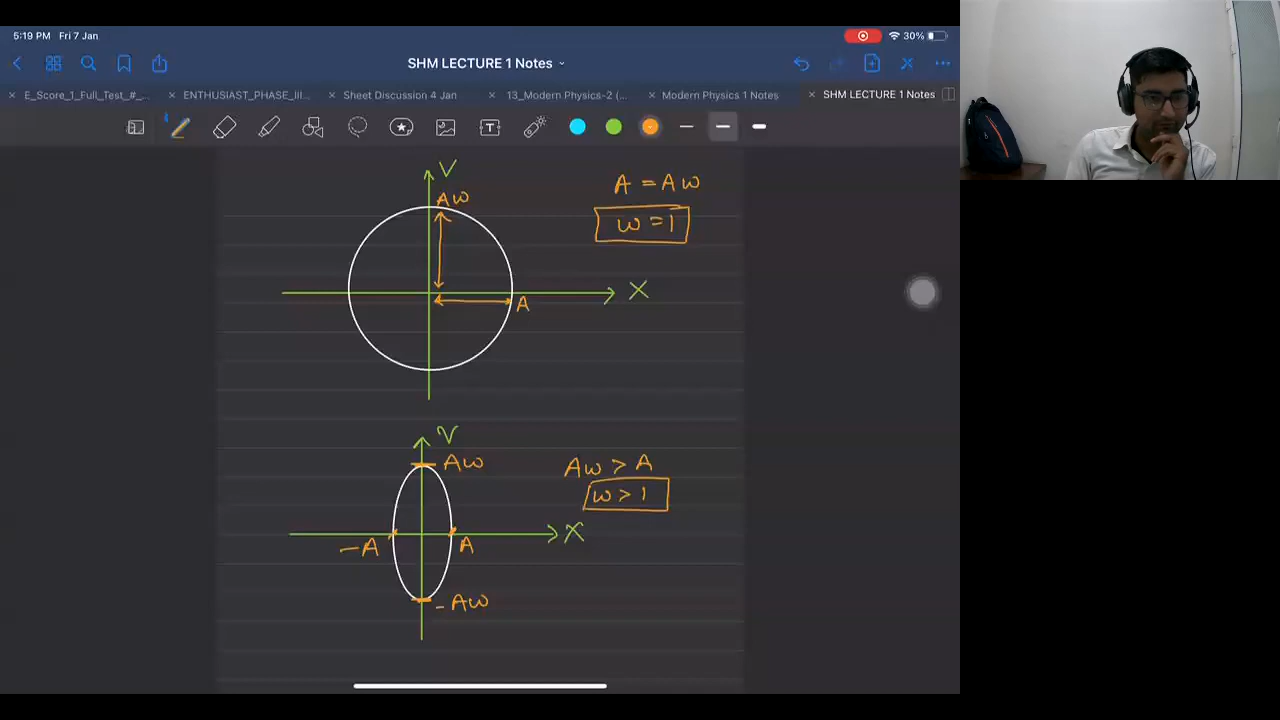 5:19 PM Fri 7 Jan
30%
SHM LECTURE 1 Notes
E_Score_1_Full_Test_#_...
ENTHUSIAST_PHASE_III...
Sheet Discussion 4 Jan
13_Modern Physics-2 (...
Modern Physics 1 Notes
SHM LECTURE 1 Notes
V
Aω
A = Aω
ω = 1
X
A
V
Aω
Aω > A
ω > 1
X
-A
A
-Aω